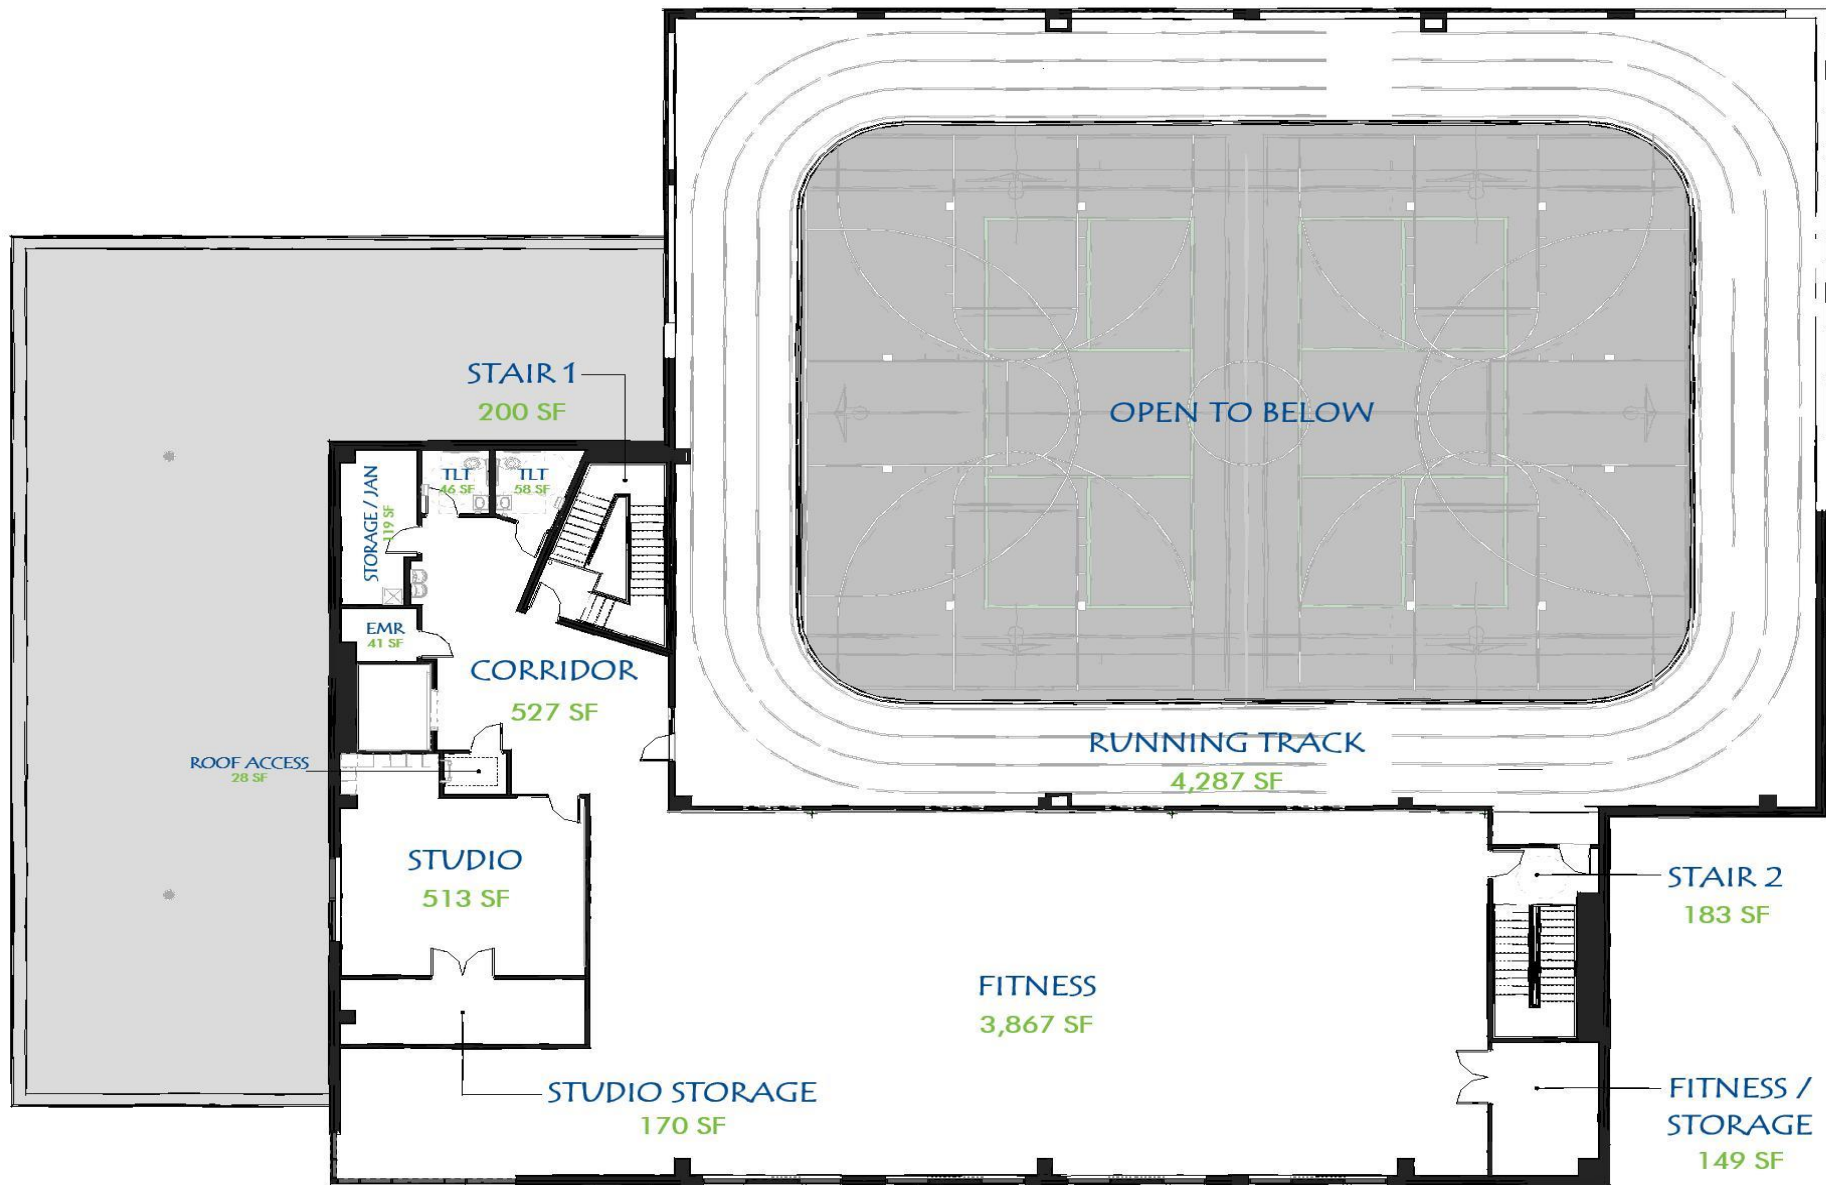 STAIR 1
200 SF
OPEN TO BELOW
TLT
46 SF
TLT
58 SF
STORAGE / JAN
119 SF
EMR
41 SF
CORRIDOR
527 SF
ROOF ACCESS
28 SF
RUNNING TRACK
4,287 SF
STUDIO
513 SF
STAIR 2
183 SF
FITNESS
3,867 SF
STUDIO STORAGE
170 SF
FITNESS /
STORAGE
149 SF